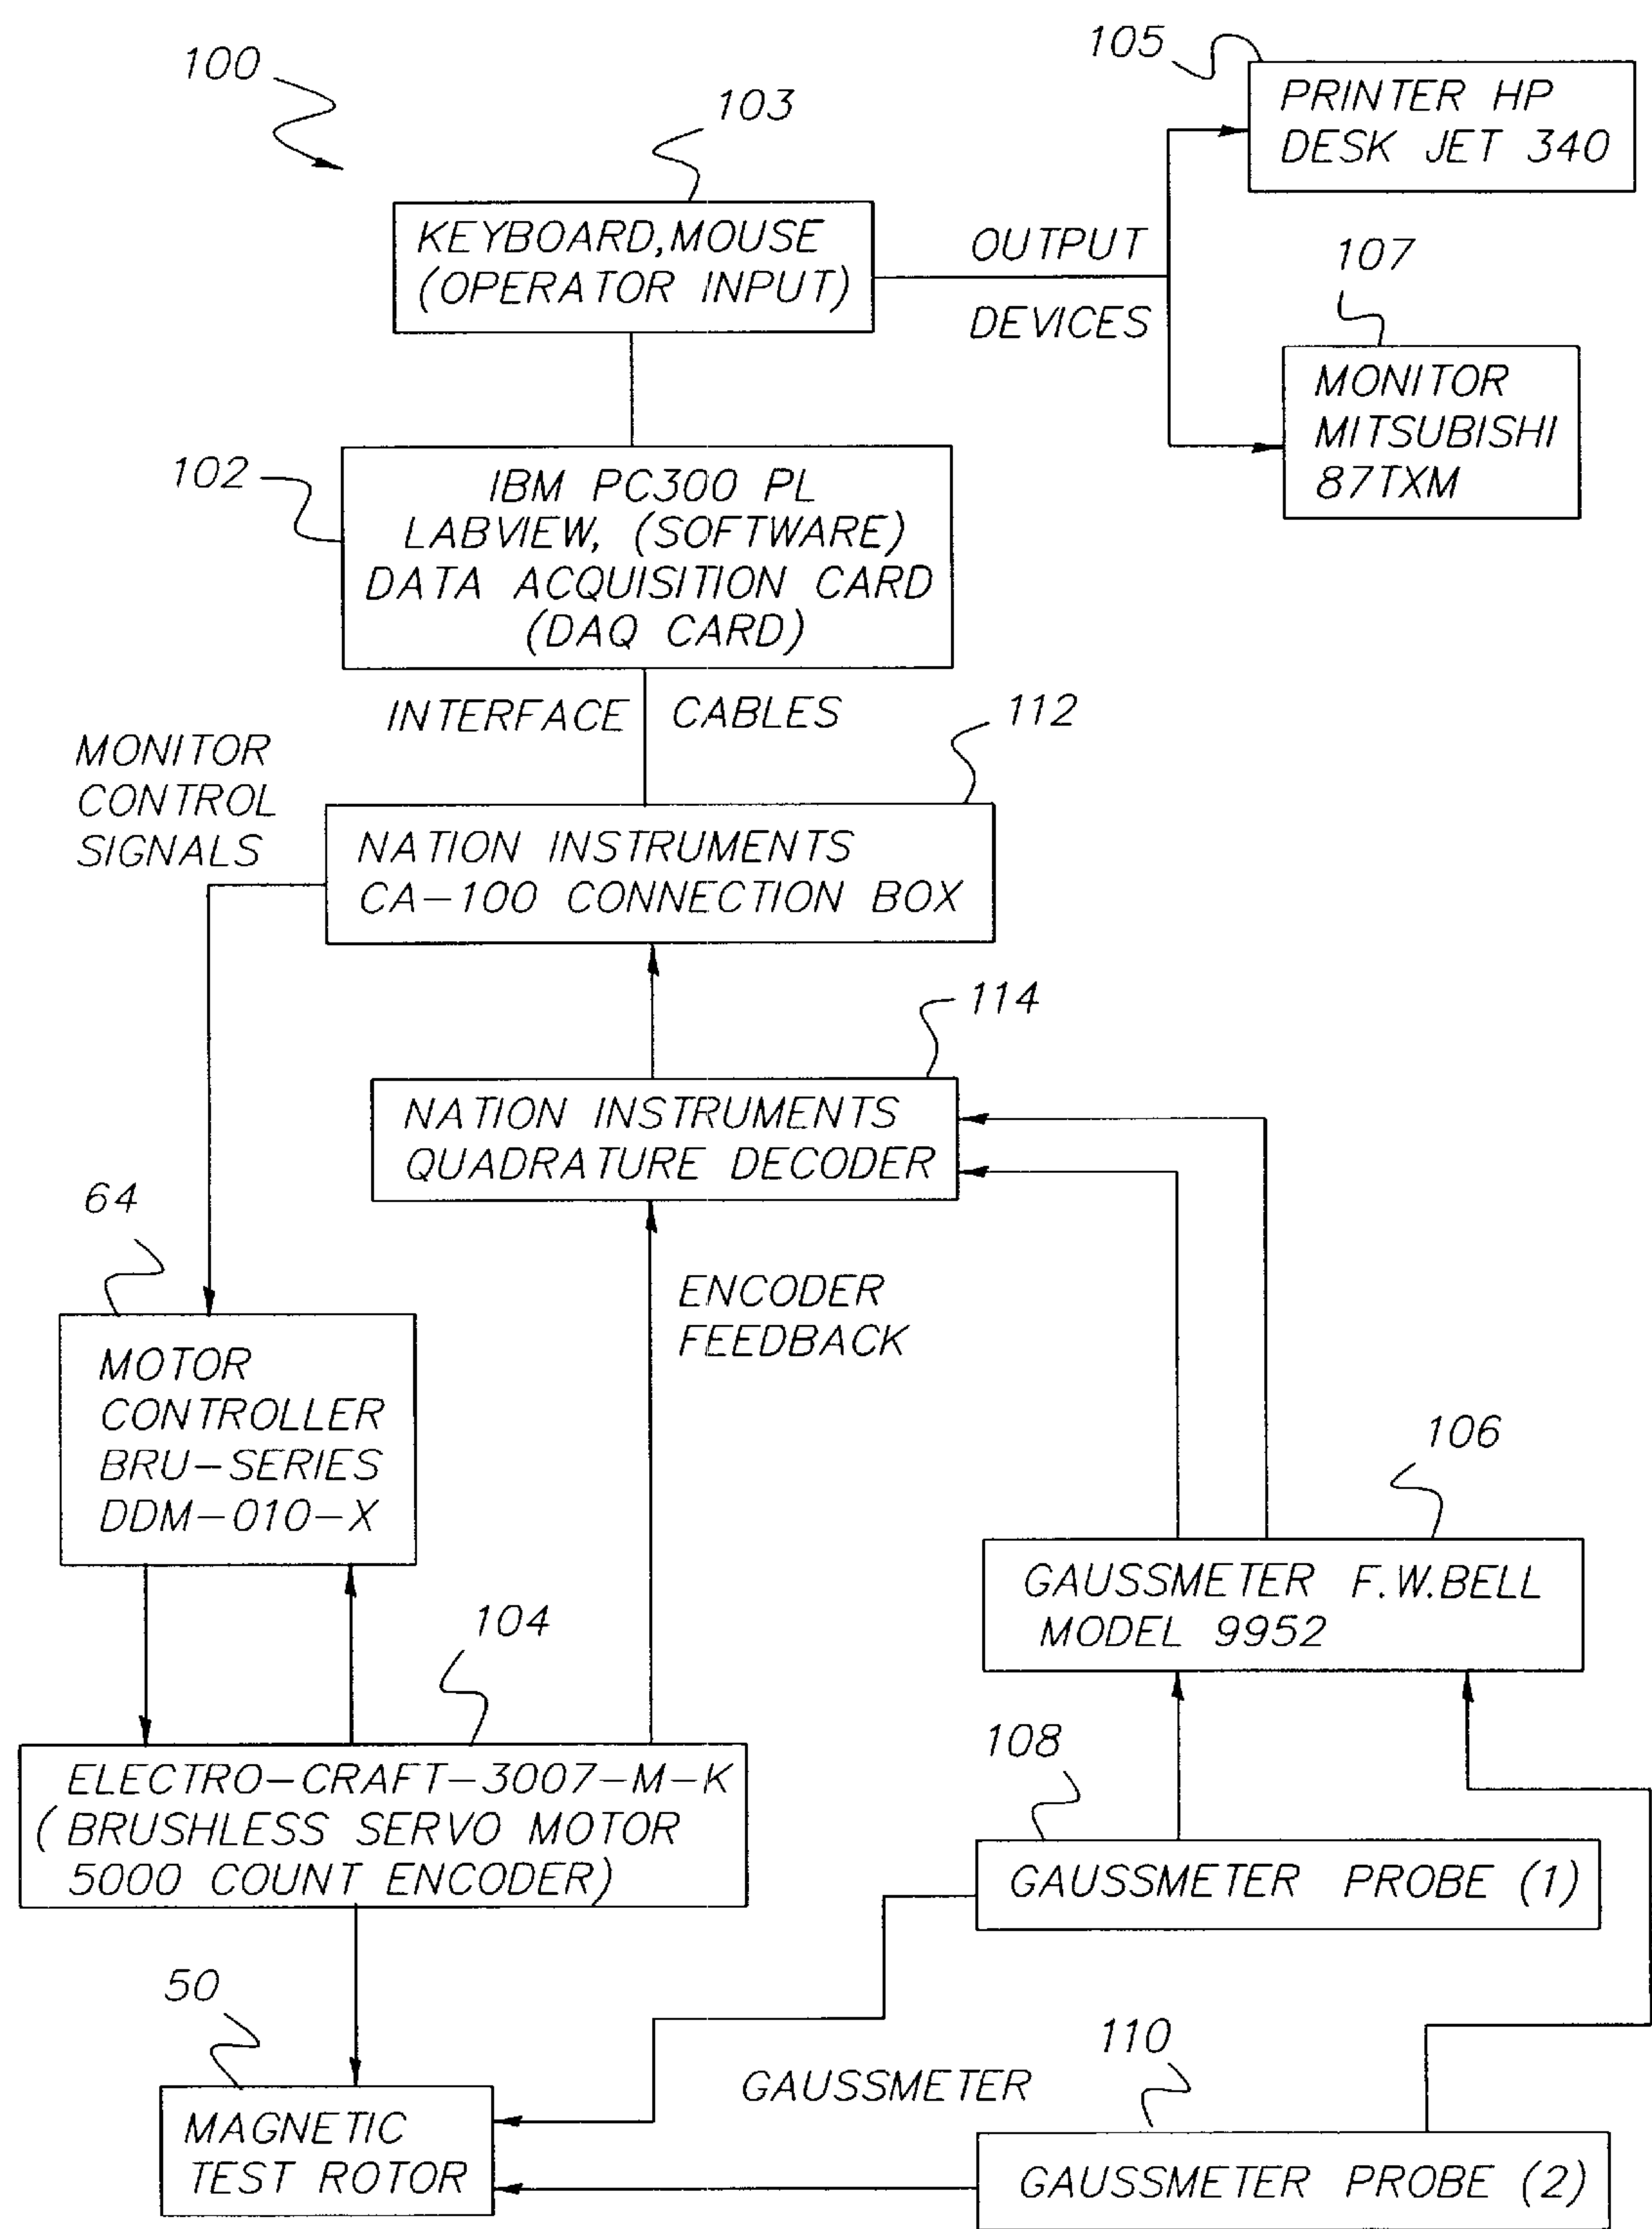 100
105
PRINTER HP
DESK JET 340
103
KEYBOARD,MOUSE
(OPERATOR INPUT)
OUTPUT
DEVICES
107
MONITOR
MITSUBISHI
87TXM
102
IBM PC300 PL
LABVIEW, (SOFTWARE)
DATA ACQUISITION CARD
(DAQ CARD)
INTERFACE CABLES
112
MONITOR
CONTROL
SIGNALS
NATION INSTRUMENTS
CA-100 CONNECTION BOX
114
NATION INSTRUMENTS
QUADRATURE DECODER
64
ENCODER
FEEDBACK
MOTOR
CONTROLLER
BRU-SERIES
DDM-010-X
106
GAUSSMETER F.W.BELL
MODEL 9952
104
ELECTRO-CRAFT-3007-M-K
(BRUSHLESS SERVO MOTOR
5000 COUNT ENCODER)
108
GAUSSMETER PROBE (1)
50
MAGNETIC
TEST ROTOR
GAUSSMETER
110
GAUSSMETER PROBE (2)